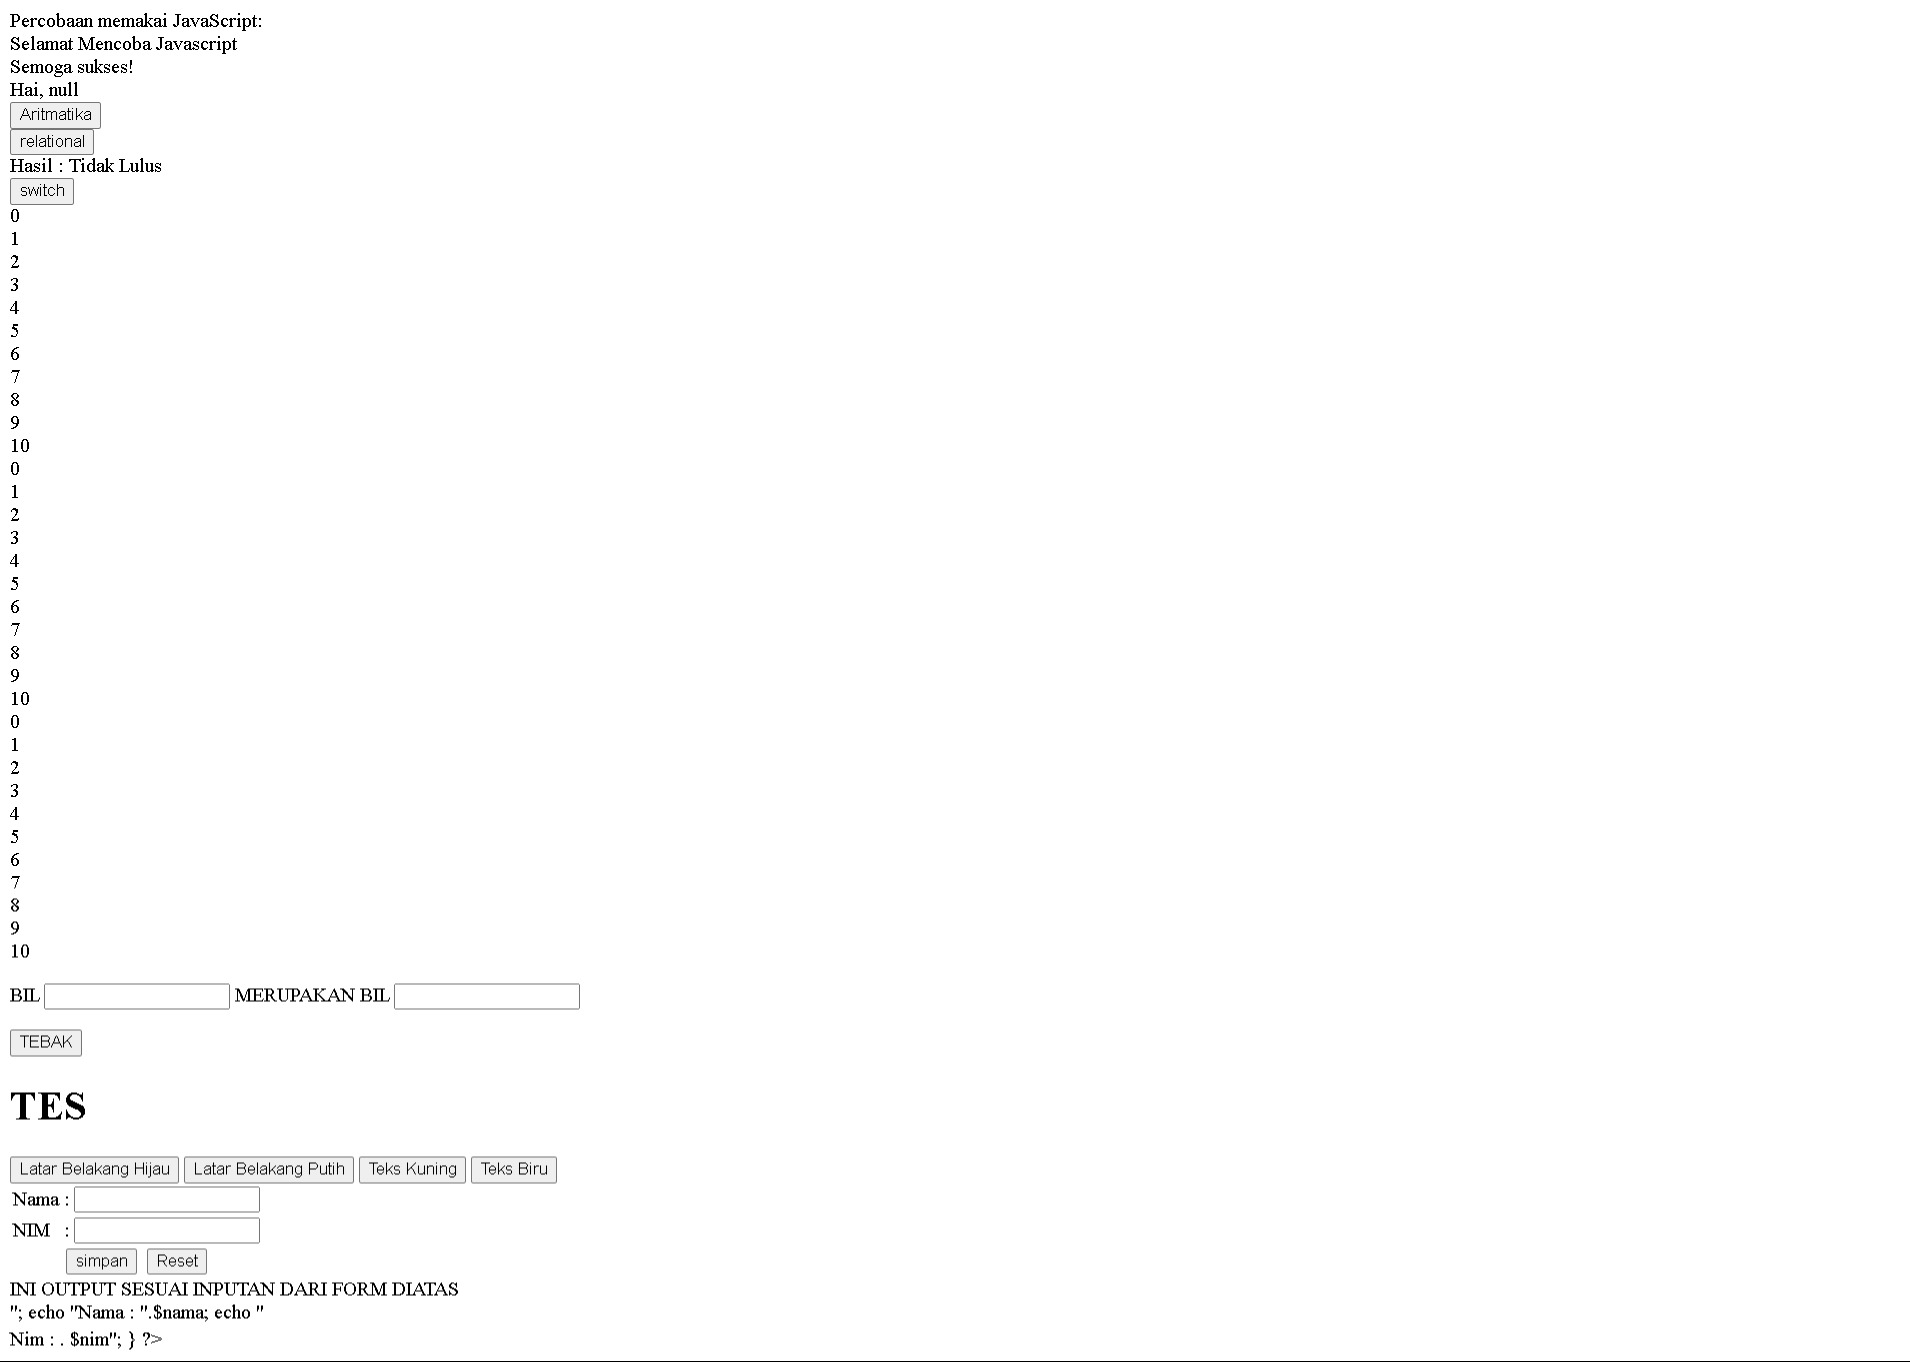 Percobaan memakai JavaScript:
Selamat Mencoba Javascript
Semoga sukses!
Hai, null
Aritmatika
relational
Hasil : Tidak Lulus
switch
0
1
2
3
4
5
6
7
8
9
10
0
1
2
3
4
5
6
7
8
9
10
0
1
2
3
4
5
6
7
8
9
10
BIL MERUPAKAN BIL
TEBAK
TES
Latar Belakang Hijau Latar Belakang Putih Teks Kuning Teks Biru
Nama :
NIM :
simpan Reset
INI OUTPUT SESUAI INPUTAN DARI FORM DIATAS
"; echo "Nama : ".$nama; echo "
Nim : . $nim"; } ?>